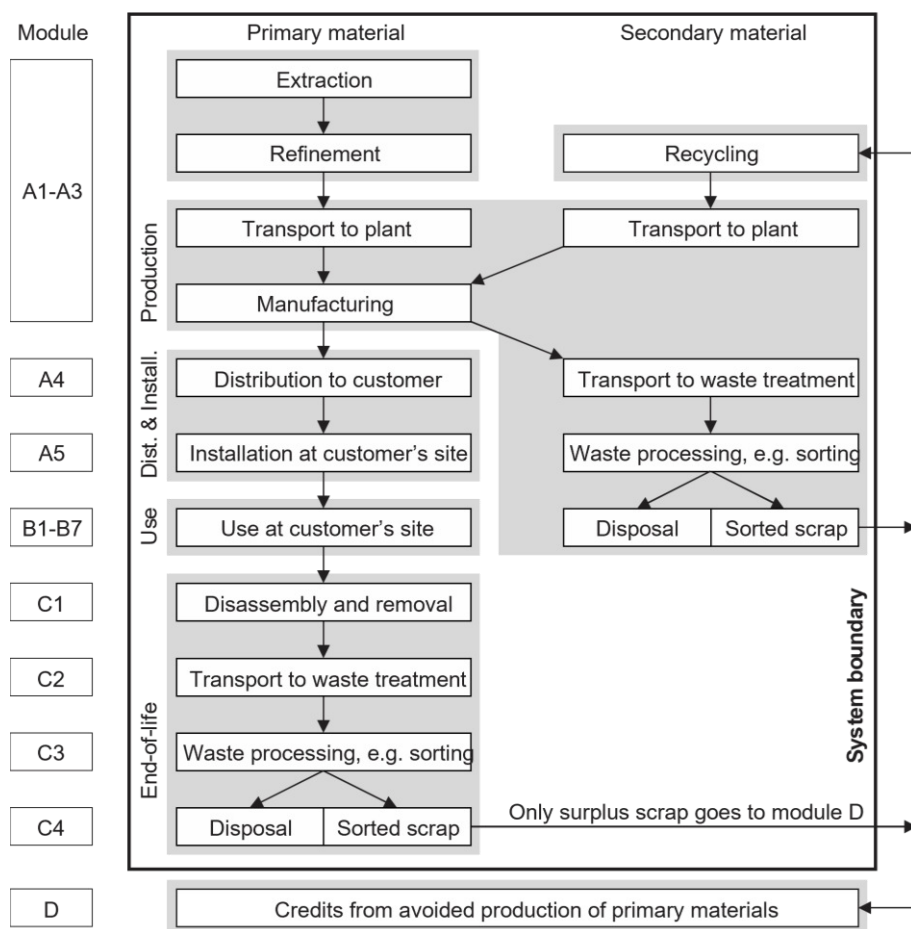 Module
Primary material
Secondary material
A1-A3
Extraction
Refinement
Recycling
Production
Transport to plant
Transport to plant
Manufacturing
A4
Dist. & Install.
Distribution to customer
Transport to waste treatment
A5
Installation at customer’s site
Waste processing, e.g. sorting
B1-B7
Use
Use at customer’s site
Disposal
Sorted scrap
C1
End-of-life
Disassembly and removal
System boundary
C2
Transport to waste treatment
C3
Waste processing, e.g. sorting
C4
Disposal
Sorted scrap
Only surplus scrap goes to module D
D
Credits from avoided production of primary materials